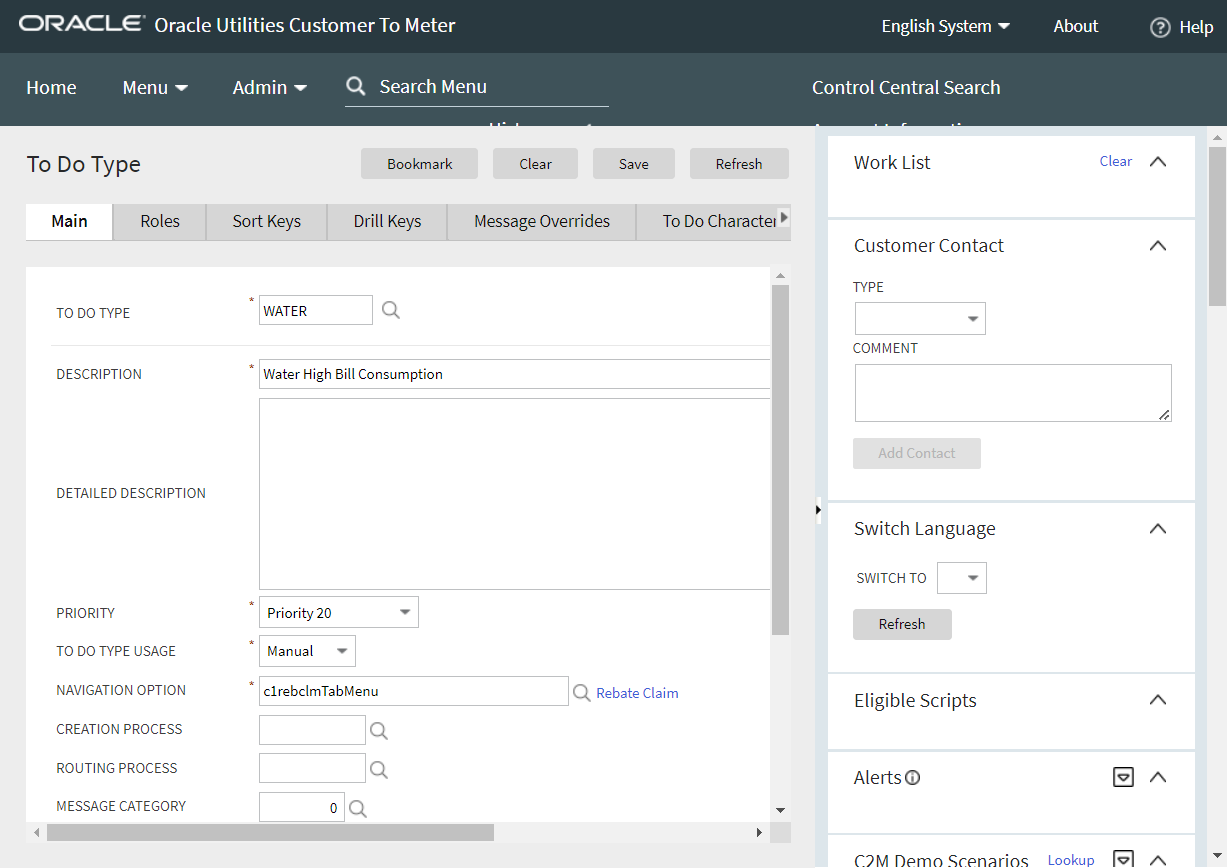 ORACLE Oracle Utilities Customer To Meter
English System About Help
Home Menu Admin Search Menu Control Central Search
To Do Type
Bookmark Clear Save Refresh
Main Roles Sort Keys Drill Keys Message Overrides To Do Character
TO DO TYPE * WATER
DESCRIPTION * Water High Bill Consumption
DETAILED DESCRIPTION
PRIORITY * Priority 20
TO DO TYPE USAGE * Manual
NAVIGATION OPTION * c1rebclmTabMenu Rebate Claim
CREATION PROCESS
ROUTING PROCESS
MESSAGE CATEGORY 0
Work List Clear
Customer Contact
TYPE
COMMENT
Add Contact
Switch Language
SWITCH TO
Refresh
Eligible Scripts
Alerts
C2M Demo Scenarios Lookup